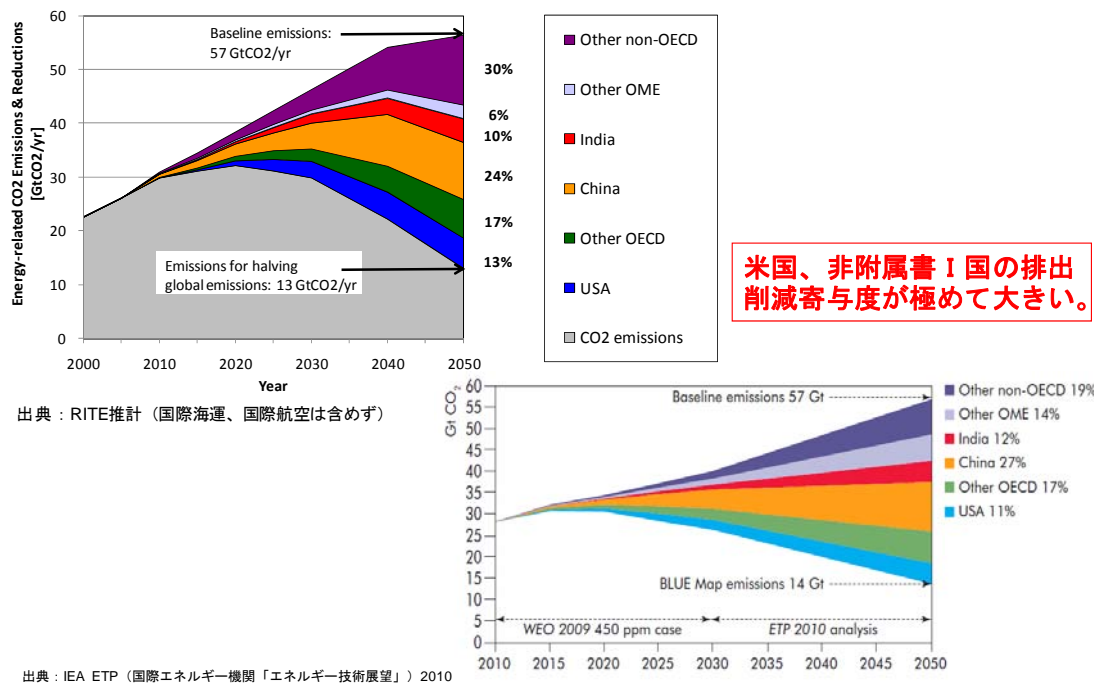 Energy-related CO2 Emissions & Reductions
[GtCO2/yr]
60
50
40
30
20
10
0
Baseline emissions:
57 GtCO2/yr
Emissions for halving
global emissions: 13 GtCO2/yr
30%
6%
10%
24%
17%
13%
2000
2010
2020
2030
2040
2050
Year
Other non-OECD
Other OME
India
China
Other OECD
USA
CO2 emissions
出典：RITE推計（国際海運、国際航空は含めず）
米国、非附属書Ⅰ国の排出
削減寄与度が極めて大きい。
Gt CO2
60
55
50
45
40
35
30
25
20
15
10
5
0
Baseline emissions 57 Gt
BLUE Map emissions 14 Gt
WEO 2009 450 ppm case
ETP 2010 analysis
2010
2015
2020
2025
2030
2035
2040
2045
2050
Other non-OECD 19%
Other OME 14%
India 12%
China 27%
Other OECD 17%
USA 11%
出典：IEA ETP（国際エネルギー機関「エネルギー技術展望」）2010